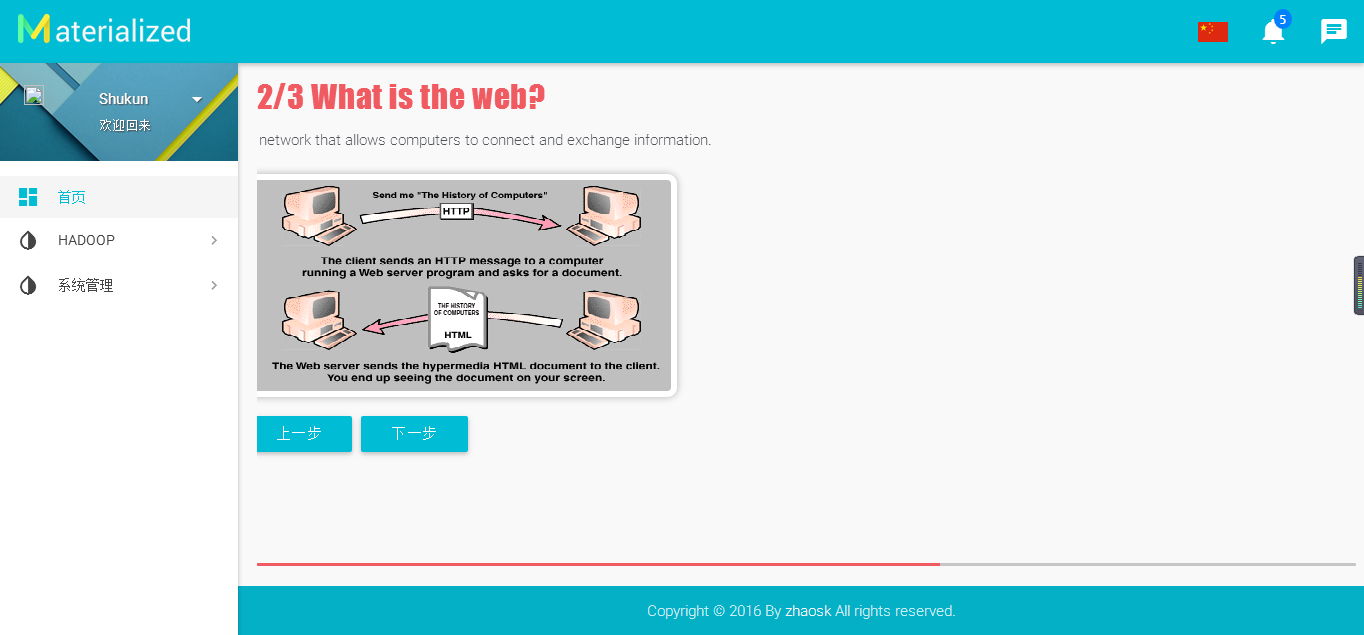 Materialized
5
Shukun
欢迎回来
首页
HADOOP
系统管理
2/3 What is the web?
network that allows computers to connect and exchange information.
Send me "The History of Computers"
HTTP
The client sends an HTTP message to a computer
running a Web server program and asks for a document.
THE HISTORY
OF COMPUTERS
HTML
The Web server sends the hypermedia HTML document to the client.
You end up seeing the document on your screen.
上一步 下一步
Copyright © 2016 By zhaosk All rights reserved.